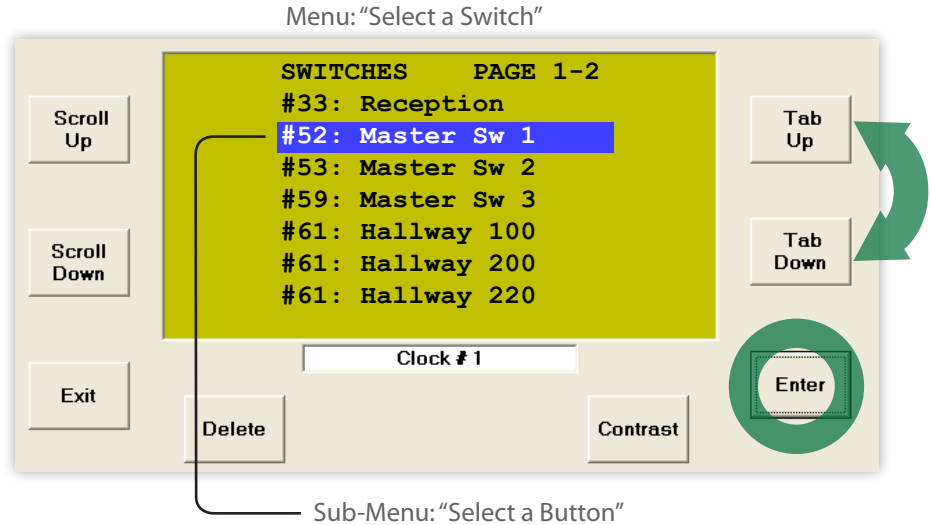 Menu: “Select a Switch”
SWITCHES PAGE 1-2
#33: Reception
#52: Master Sw 1
#53: Master Sw 2
#59: Master Sw 3
#61: Hallway 100
#61: Hallway 200
#61: Hallway 220
Scroll
Up
Scroll
Down
Exit
Tab
Up
Tab
Down
Enter
Clock # 1
Delete
Contrast
Sub-Menu: “Select a Button”